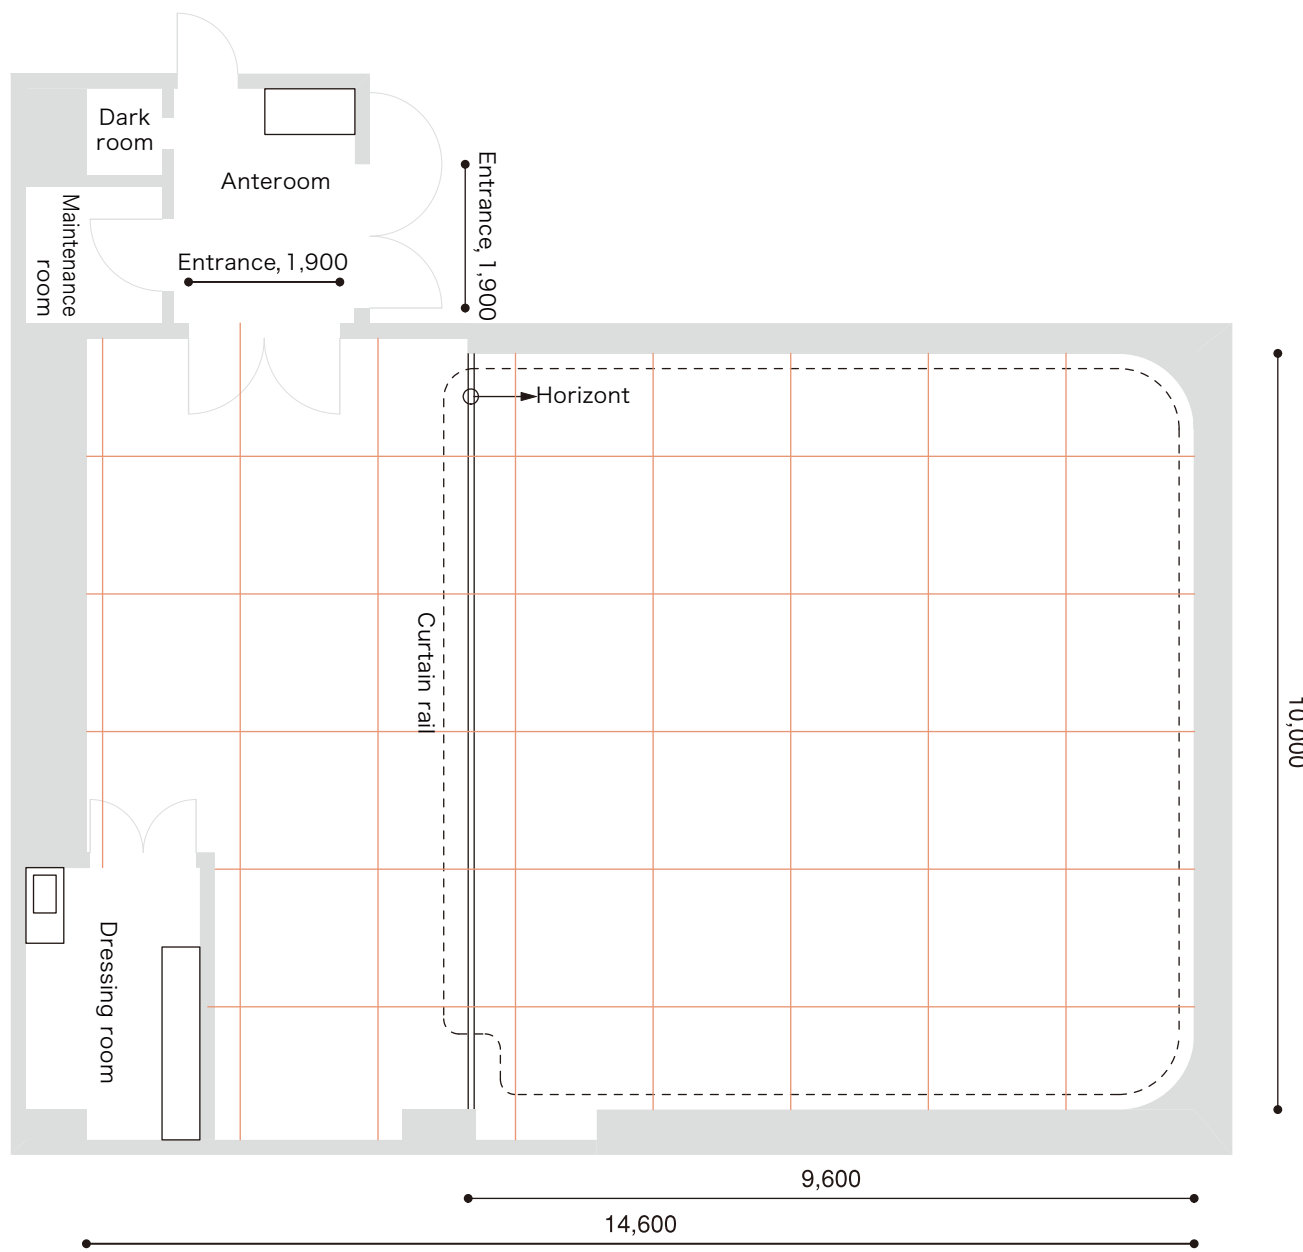 Dark
room
Anteroom
Entrance, 1,900
Maintenance
room
Entrance, 1,900
Horizont
Curtain rail
10,000
Dressing room
9,600
14,600